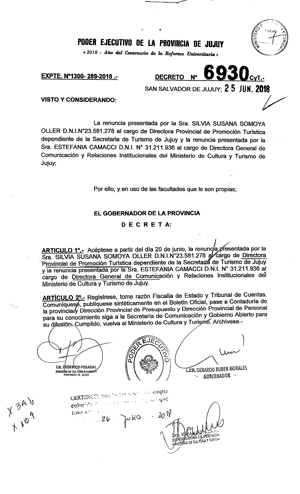 PODER EJECUTIVO DE LA PROVINCIA DE JUJUY
"2018 - Año del Centenario de la Reforma Universitaria"
EXPTE. Nº1300- 289-2018.-
DECRETO Nº 6930 CyT.-
SAN SALVADOR DE JUJUY; 25 JUN. 2018
VISTO Y CONSIDERANDO:
La renuncia presentada por la Sra. SILVIA SUSANA SOMOYA
OLLER D.N.I.Nº23.581.278 al cargo de Directora Provincial de Promoción Turística
dependiente de la Secretaría de Turismo de Jujuy y la renuncia presentada por la
Sra. ESTEFANIA CAMACCI D.N.I. Nº 31.211.936 al cargo de Directora General de
Comunicación y Relaciones Institucionales del Ministerio de Cultura y Turismo de
Jujuy;
Por ello, y en uso de las facultades que le son propias;
EL GOBERNADOR DE LA PROVINCIA
D E C R E T A:
ARTICULO 1º.- Acéptese a partir del día 20 de junio, la renuncia presentada por la
Sra. SILVIA SUSANA SOMOYA OLLER D.N.I.Nº23.581.278 al cargo de Directora
Provincial de Promoción Turística dependiente de la Secretaría de Turismo de Jujuy
y la renuncia presentada por la Sra. ESTEFANIA CAMACCI D.N.I. Nº 31.211.936 al
cargo de Directora General de Comunicación y Relaciones Institucionales del
Ministerio de Cultura y Turismo de Jujuy.
ARTICULO 2º.- Regístrese, tome razón Fiscalía de Estado y Tribunal de Cuentas.
Comuníquese, publíquese sintéticamente en el Boletín Oficial, pase a Contaduría de
la provincia y Dirección Provincial de Presupuesto y Dirección Provincial de Personal
para su conocimiento siga a la Secretaría de Comunicación y Gobierno Abierto para
su difusión. Cumplido, vuelva al Ministerio de Cultura y Turismo. Archívese.-
PODER EJECUTIVO
C.P.N. GERARDO RUBEN MORALES
GOBERNADOR
26 JUNIO 2018